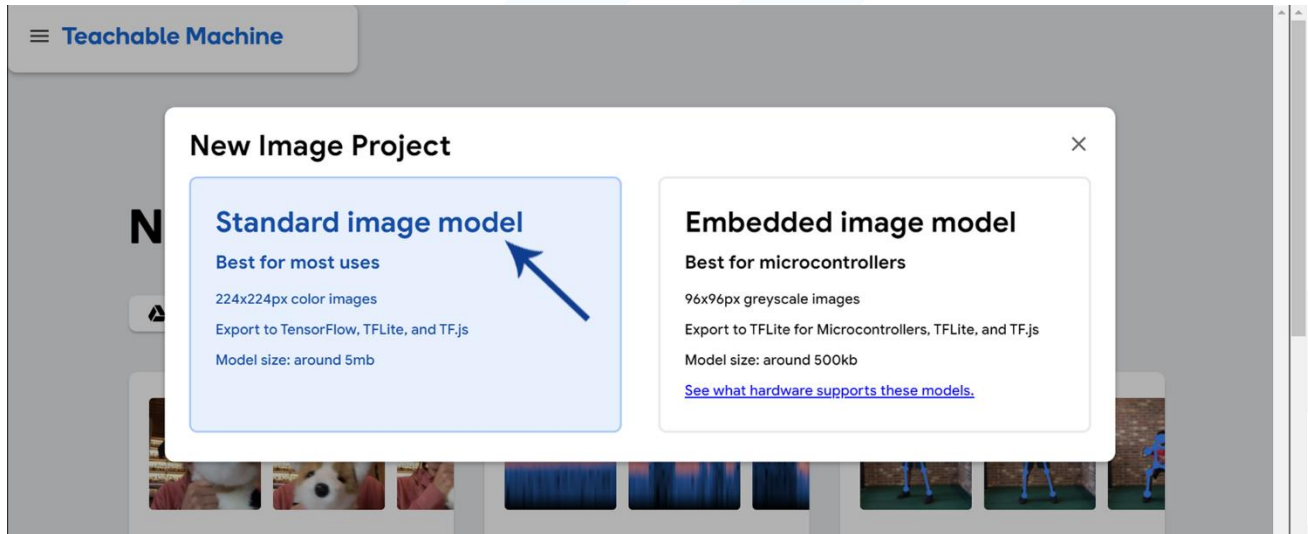 Teachable Machine
New Image Project
Standard image model
Best for most uses
224x224px color images
Export to TensorFlow, TFLite, and TF.js
Model size: around 5mb
Embedded image model
Best for microcontrollers
96x96px greyscale images
Export to TFLite for Microcontrollers, TFLite, and TF.js
Model size: around 500kb
See what hardware supports these models.
N